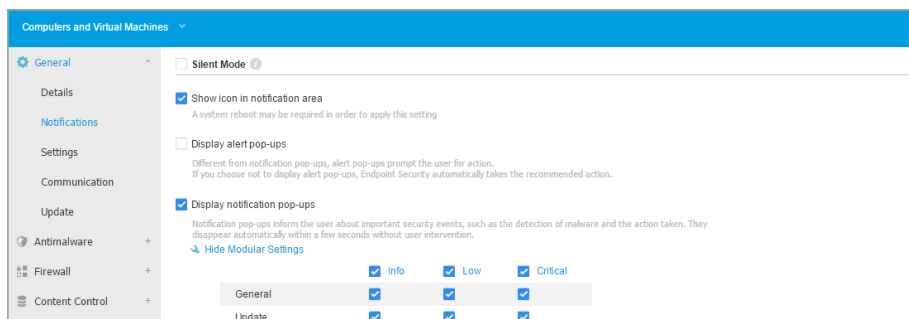 Computers and Virtual Machines
General
Details
Notifications
Settings
Communication
Update
Antimalware
Firewall
Content Control
Silent Mode
Show icon in notification area
A system reboot may be required in order to apply this setting
Display alert pop-ups
Different from notification pop-ups, alert pop-ups prompt the user for action.
If you choose not to display alert pop-ups, Endpoint Security automatically takes the recommended action.
Display notification pop-ups
Notification pop-ups inform the user about important security events, such as the detection of malware and the action taken. They
disappear automatically within a few seconds without user intervention.
Hide Modular Settings
Info Low Critical
General
Update